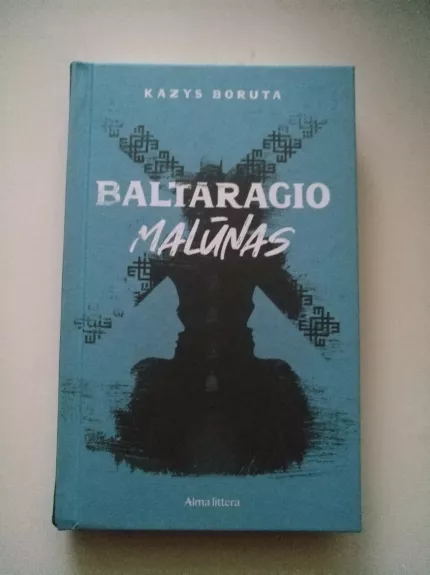 KAZYS BORUTA
BALTARAGIO
MALŪNAS
Alma littera